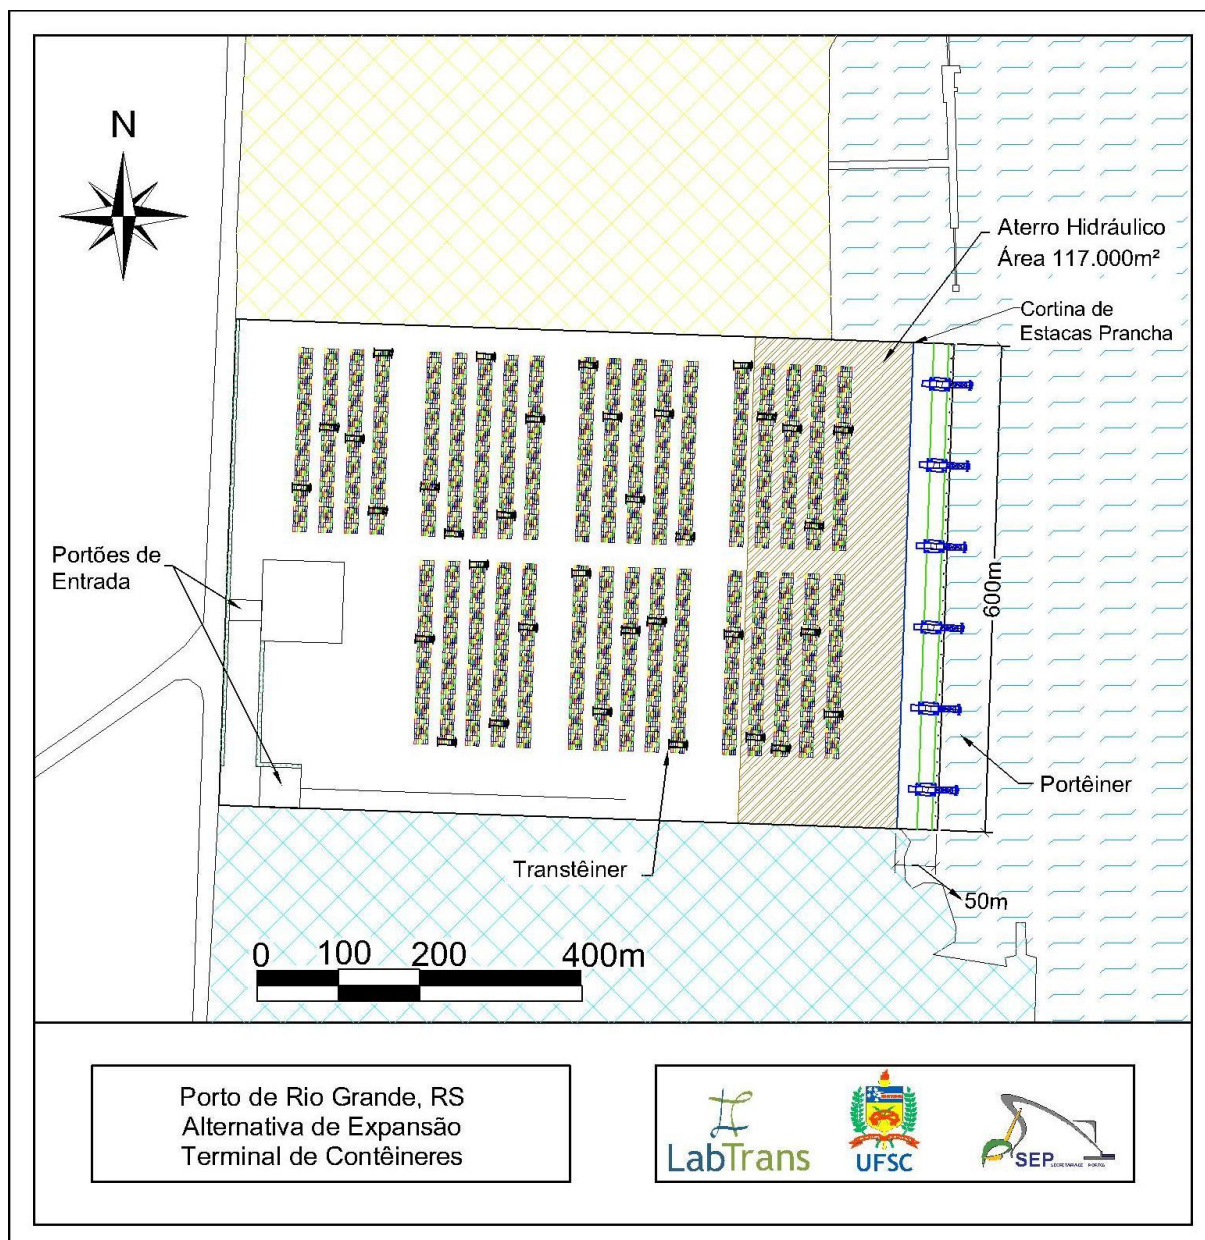 N
Aterro Hidráulico
Área 117.000m²
Cortina de
Estacas Prancha
600m
Portões de
Entrada
Portêiner
Transtêiner
50m
0 100 200 400m
Porto de Rio Grande, RS
Alternativa de Expansão
Terminal de Contêineres
LabTrans
UFSC
SEP